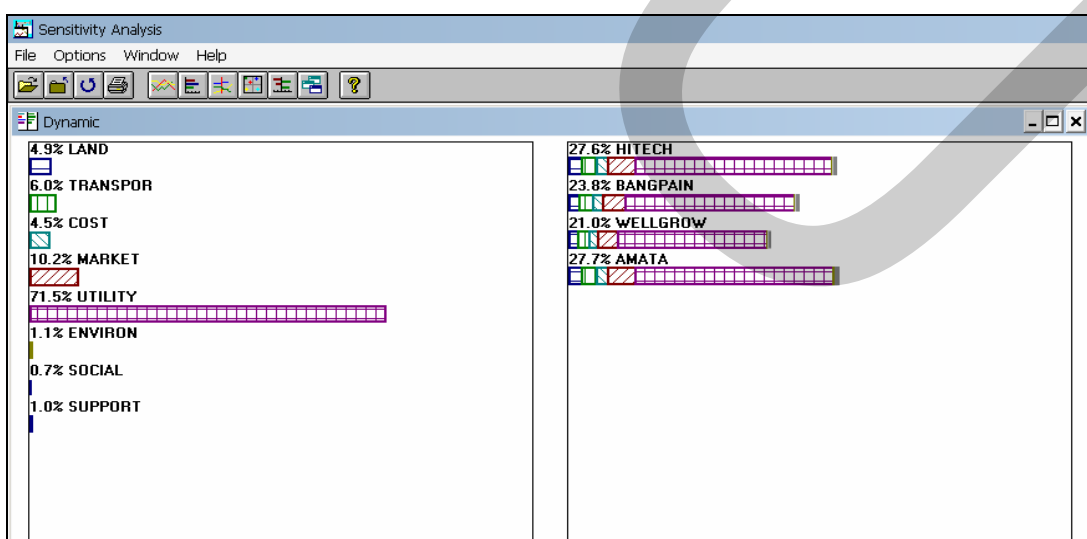 Sensitivity Analysis
File Options Window Help
Dynamic
4.9% LAND
6.0% TRANSPOR
4.5% COST
10.2% MARKET
71.5% UTILITY
1.1% ENVIRON
0.7% SOCIAL
1.0% SUPPORT
27.6% HITECH
23.8% BANGPAIN
21.0% WELLGROW
27.7% AMATA